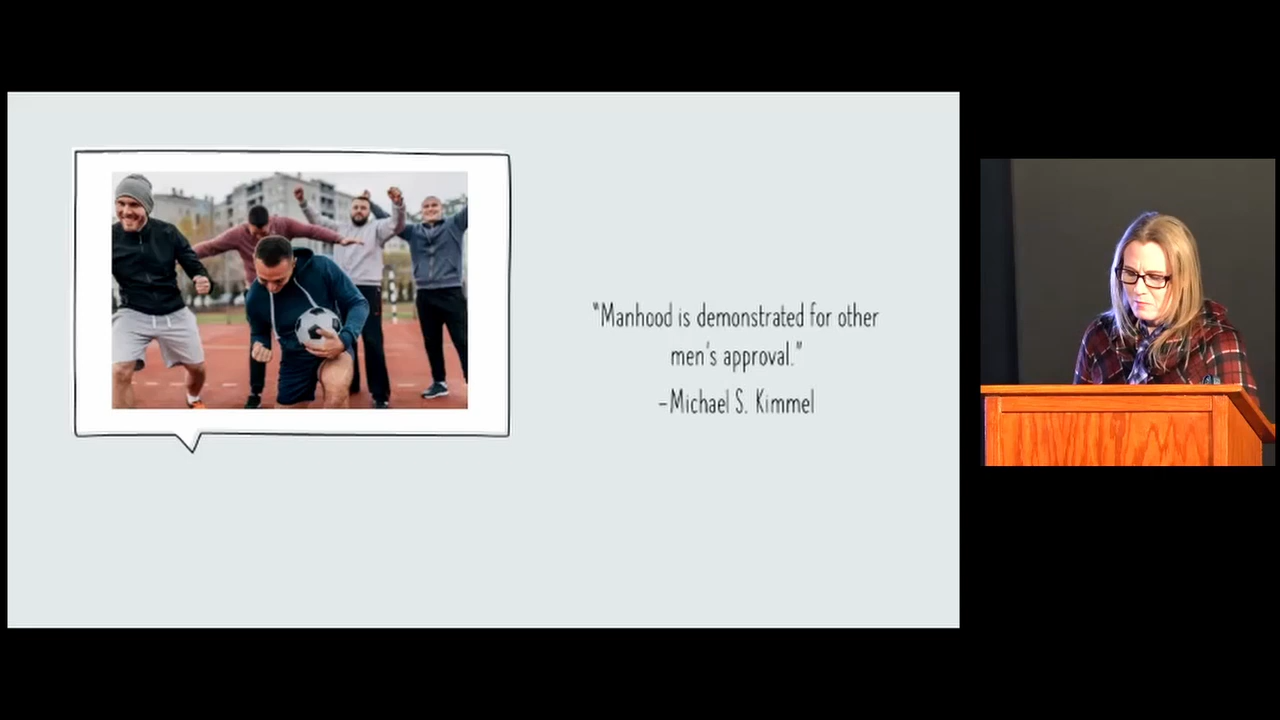 "Manhood is demonstrated for other
men's approval."
-Michael S. Kimmel